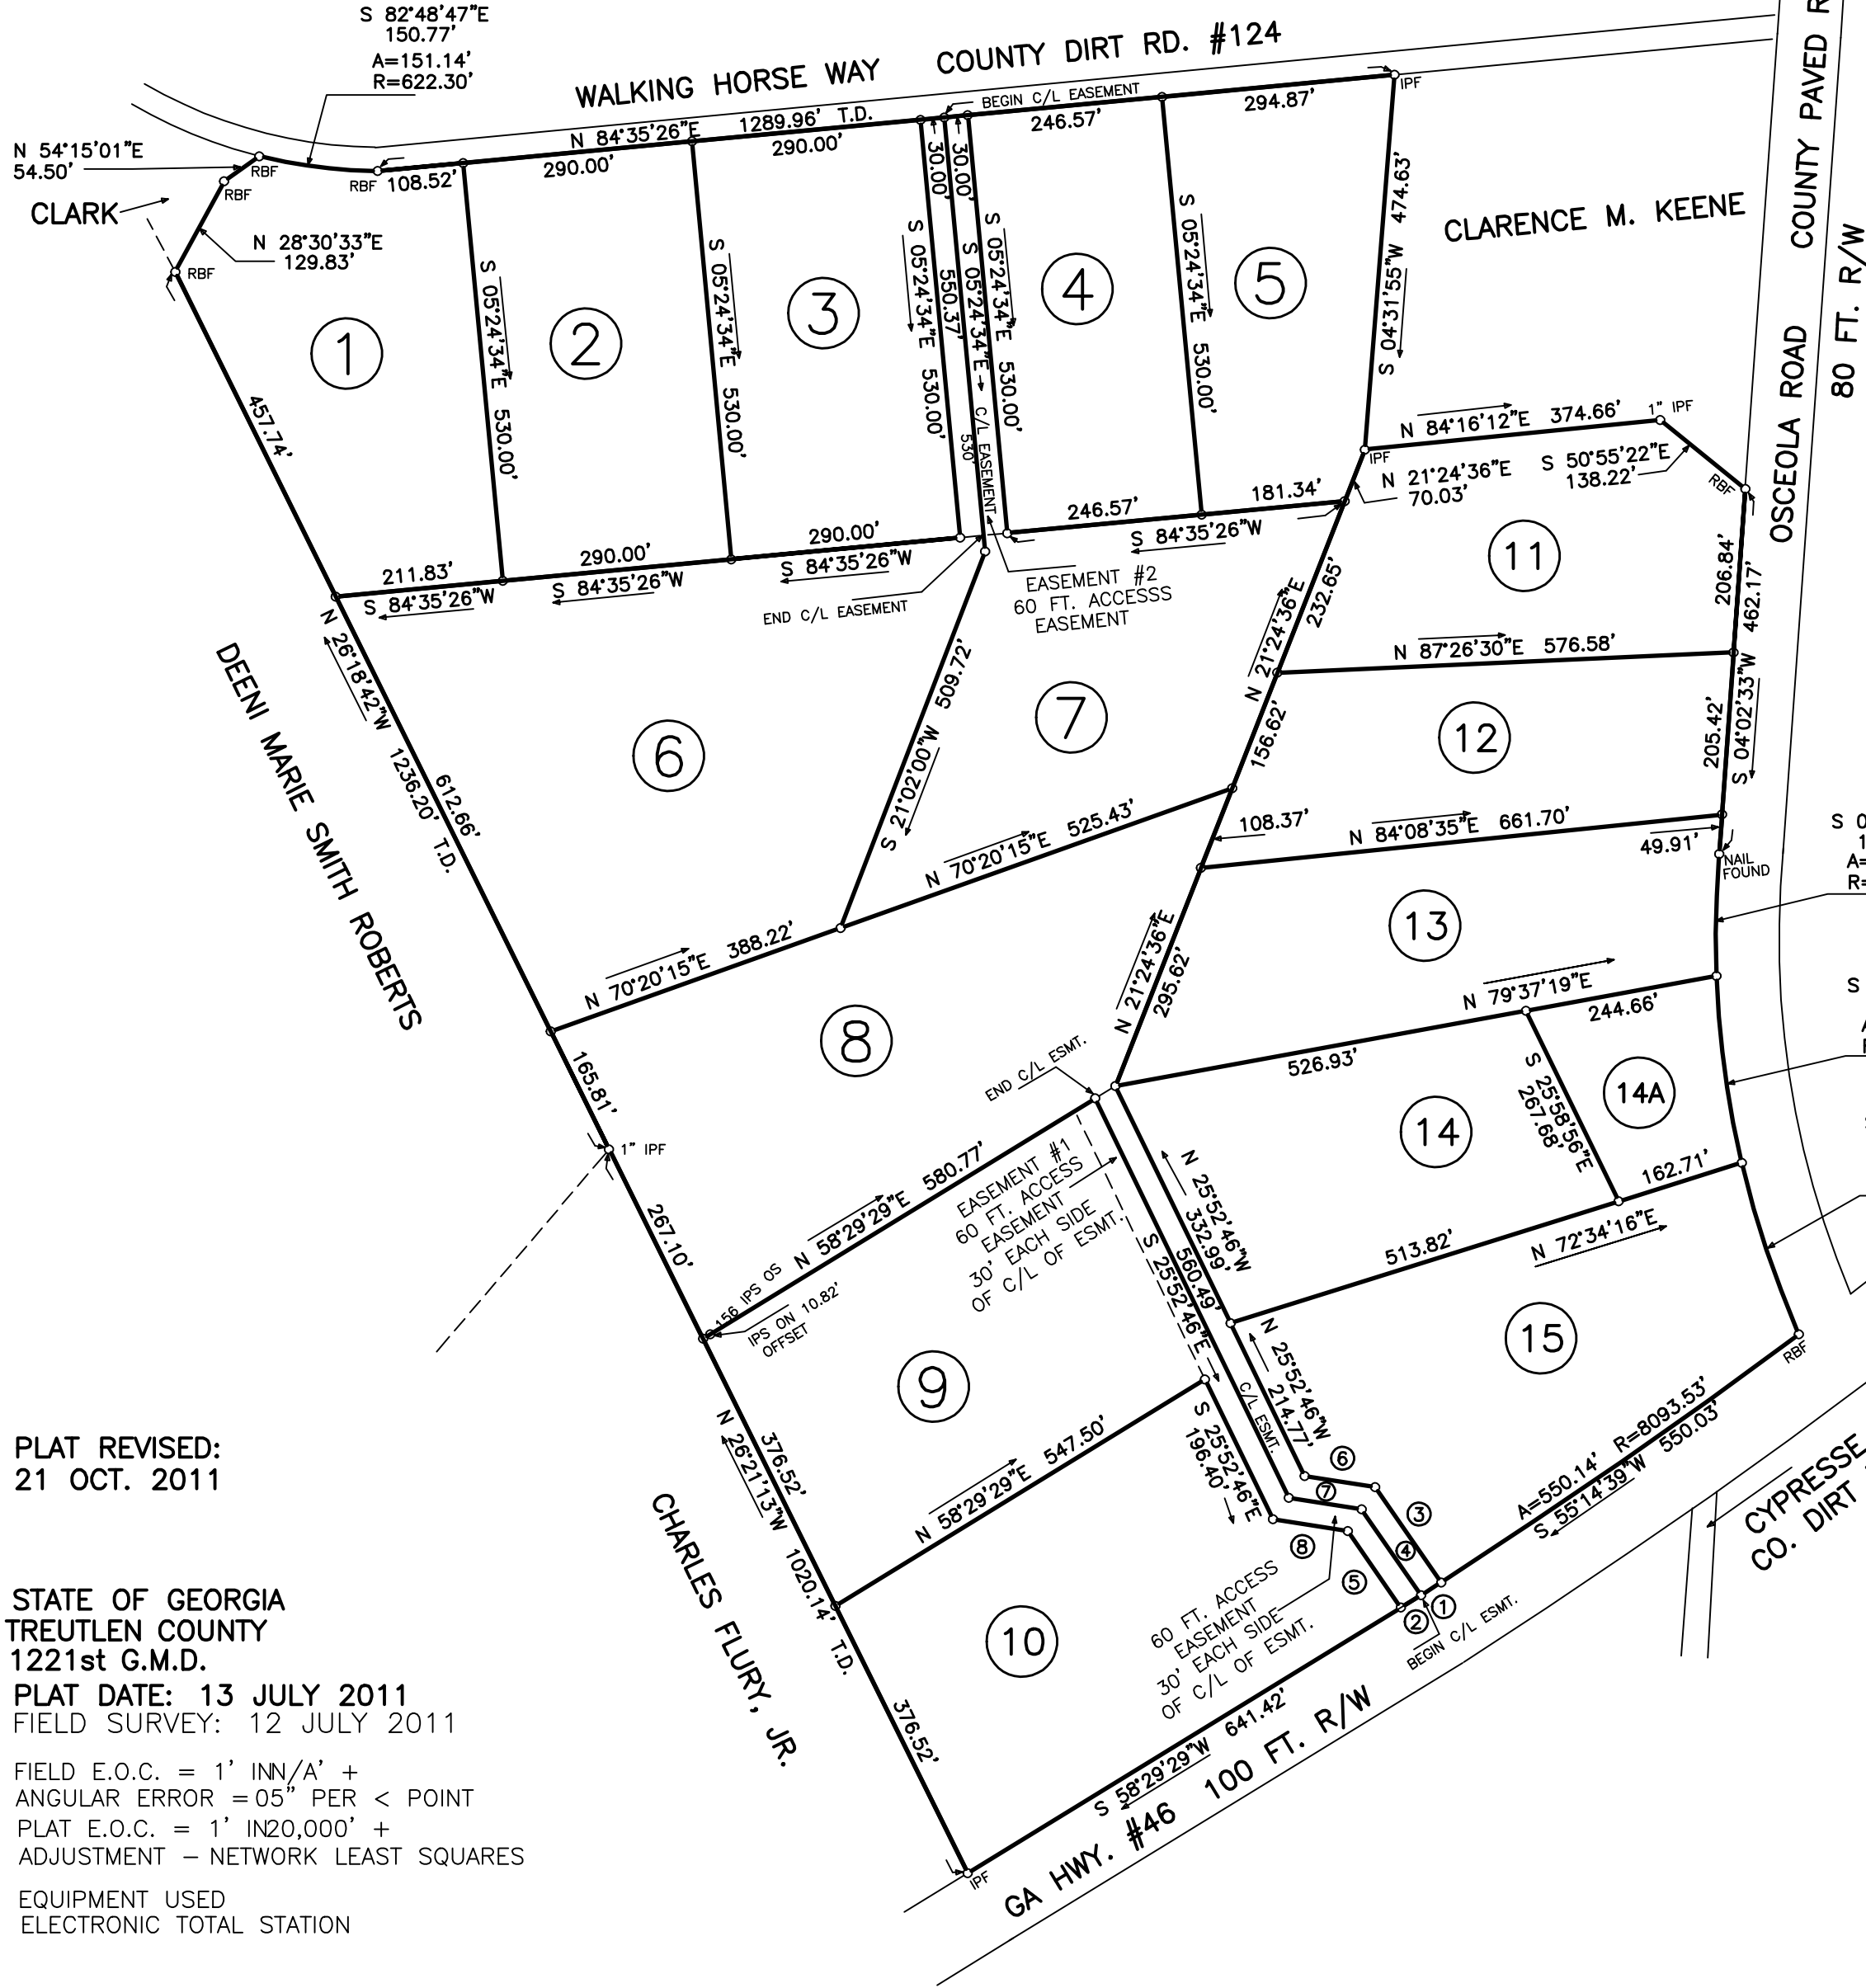 S 82°48'47"E
150.77'
A=151.14'
R=622.30'
WALKING HORSE WAY COUNTY DIRT RD. #124
N 54°15'01"E
54.50'
CLARK
N 28°30'33"E
129.83'
RBF
RBF
RBF
RBF
108.52'
N 84°35'26"E 1289.96' T.D.
290.00'
290.00'
BEGIN C/L EASEMENT
30.00'
30.00'
246.57'
294.87'
IPF
COUNTY PAVED
OSCEOLA ROAD
80 FT. R/W
CLARENCE M. KEENE
S 04°31'55"W 474.63'
1
2
3
4
5
S 05°24'34"E 530.00'
S 05°24'34"E 530.00'
S 05°24'34"E 530.00'
550.37'
S 05°24'34"E
C/L EASEMENT
530'
S 05°24'34"E 530.00'
S 05°24'34"E 530.00'
457.74'
N 84°16'12"E 374.66'
1" IPF
IPF
S 50°55'22"E
138.22'
RBF
N 21°24'36"E
70.03'
211.83'
S 84°35'26"W
290.00'
S 84°35'26"W
290.00'
S 84°35'26"W
246.57'
S 84°35'26"W
181.34'
END C/L EASEMENT
EASEMENT #2
60 FT. ACCESSS
EASEMENT
11
206.84'
462.17'
S 04°02'33"W
N 21°24'36"E
232.65'
N 87°26'30"E 576.58'
DEENI MARIE SMITH ROBERTS
N 26°18'42"W 1236.20' T.D.
612.66'
6
S 21°02'00"W 509.72'
7
156.62'
12
205.42'
108.37'
N 84°08'35"E 661.70'
49.91'
NAIL
FOUND
S 0
A=
R=
N 70°20'15"E 525.43'
N 70°20'15"E 388.22'
N 21°24'36"E
295.62'
13
N 79°37'19"E
244.66'
526.93'
S
8
165.81'
1" IPF
267.10'
END C/L ESMT.
EASEMENT #1
60 FT. ACCESS
EASEMENT
30' EACH SIDE
OF C/L OF ESMT.
14
14A
S 25°58'56"E
267.68'
162.71'
N 25°52'46"W
332.99'
513.82'
N 72°34'16"E
N 58°29'29"E 580.77'
156 IPS OS
IPS ON 10.82'
OFFSET
S 25°52'46"E
560.49'
C/L ESMT.
9
15
N 25°52'46"W
214.77'
RBF
N 26°21'13"W 1020.14' T.D.
376.52'
N 58°29'29"E 547.50'
S 25°52'46"E
196.40'
6
7
8
3
4
5
1
2
A=550.14' R=8093.53'
S 55°14'39"W 550.03'
CYPRESSE
CO. DIRT
CHARLES FLURY, JR.
10
376.52'
60 FT. ACCESS
EASEMENT
30' EACH SIDE
OF C/L OF ESMT.
BEGIN C/L ESMT.
S 58°29'29"W 641.42'
IPF
GA HWY. #46 100 FT. R/W
PLAT REVISED:
21 OCT. 2011
STATE OF GEORGIA
TREUTLEN COUNTY
1221st G.M.D.
PLAT DATE: 13 JULY 2011
FIELD SURVEY: 12 JULY 2011
FIELD E.O.C. = 1' INN/A' +
ANGULAR ERROR =05" PER < POINT
PLAT E.O.C. = 1' IN20,000' +
ADJUSTMENT – NETWORK LEAST SQUARES
EQUIPMENT USED
ELECTRONIC TOTAL STATION